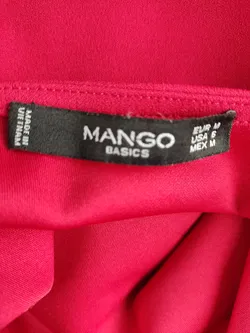 MADE IN
VIETNAM
MANGO
BASICS
EUR M
USA 6
MEX M